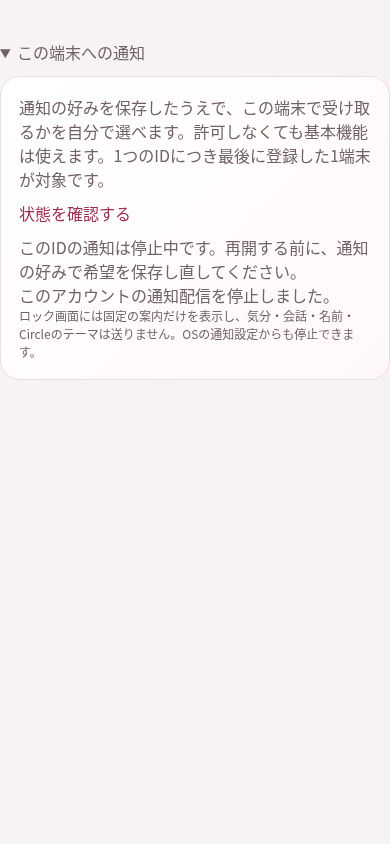 ▼ この端末への通知
通知の好みを保存したうえで、この端末で受け取
るかを自分で選べます。許可しなくても基本機能
は使えます。1つのIDにつき最後に登録した1端末
が対象です。
状態を確認する
このIDの通知は停止中です。再開する前に、通知
の好みで希望を保存し直してください。
このアカウントの通知配信を停止しました。
ロック画面には固定の案内だけを表示し、気分・会話・名前・
Circleのテーマは送りません。OSの通知設定からも停止できま
す。